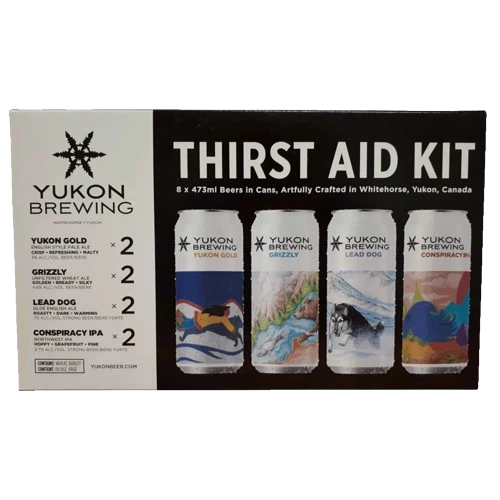 YUKON
BREWING
WHITEHORSE • YUKON
YUKON GOLD
ENGLISH STYLE PALE ALE
CRISP • REFRESHING • MALTY
× 2
GRIZZLY
UNFILTERED WHEAT ALE
GOLDEN • BREADY • SILKY
× 2
LEAD DOG
OLDE ENGLISH ALE
ROASTY • DARK • WARMING
× 2
CONSPIRACY IPA
NORTHWEST IPA
HOPPY • GRAPEFRUIT • PINE
× 2
YUKONBEER.COM
THIRST AID KIT
8 x 473ml Beers in Cans, Artfully Crafted in Whitehorse, Yukon, Canada
YUKON
BREWING
YUKON GOLD
YUKON
BREWING
GRIZZLY
YUKON
BREWING
LEAD DOG
YUKON
BREWING
CONSPIRACY IPA